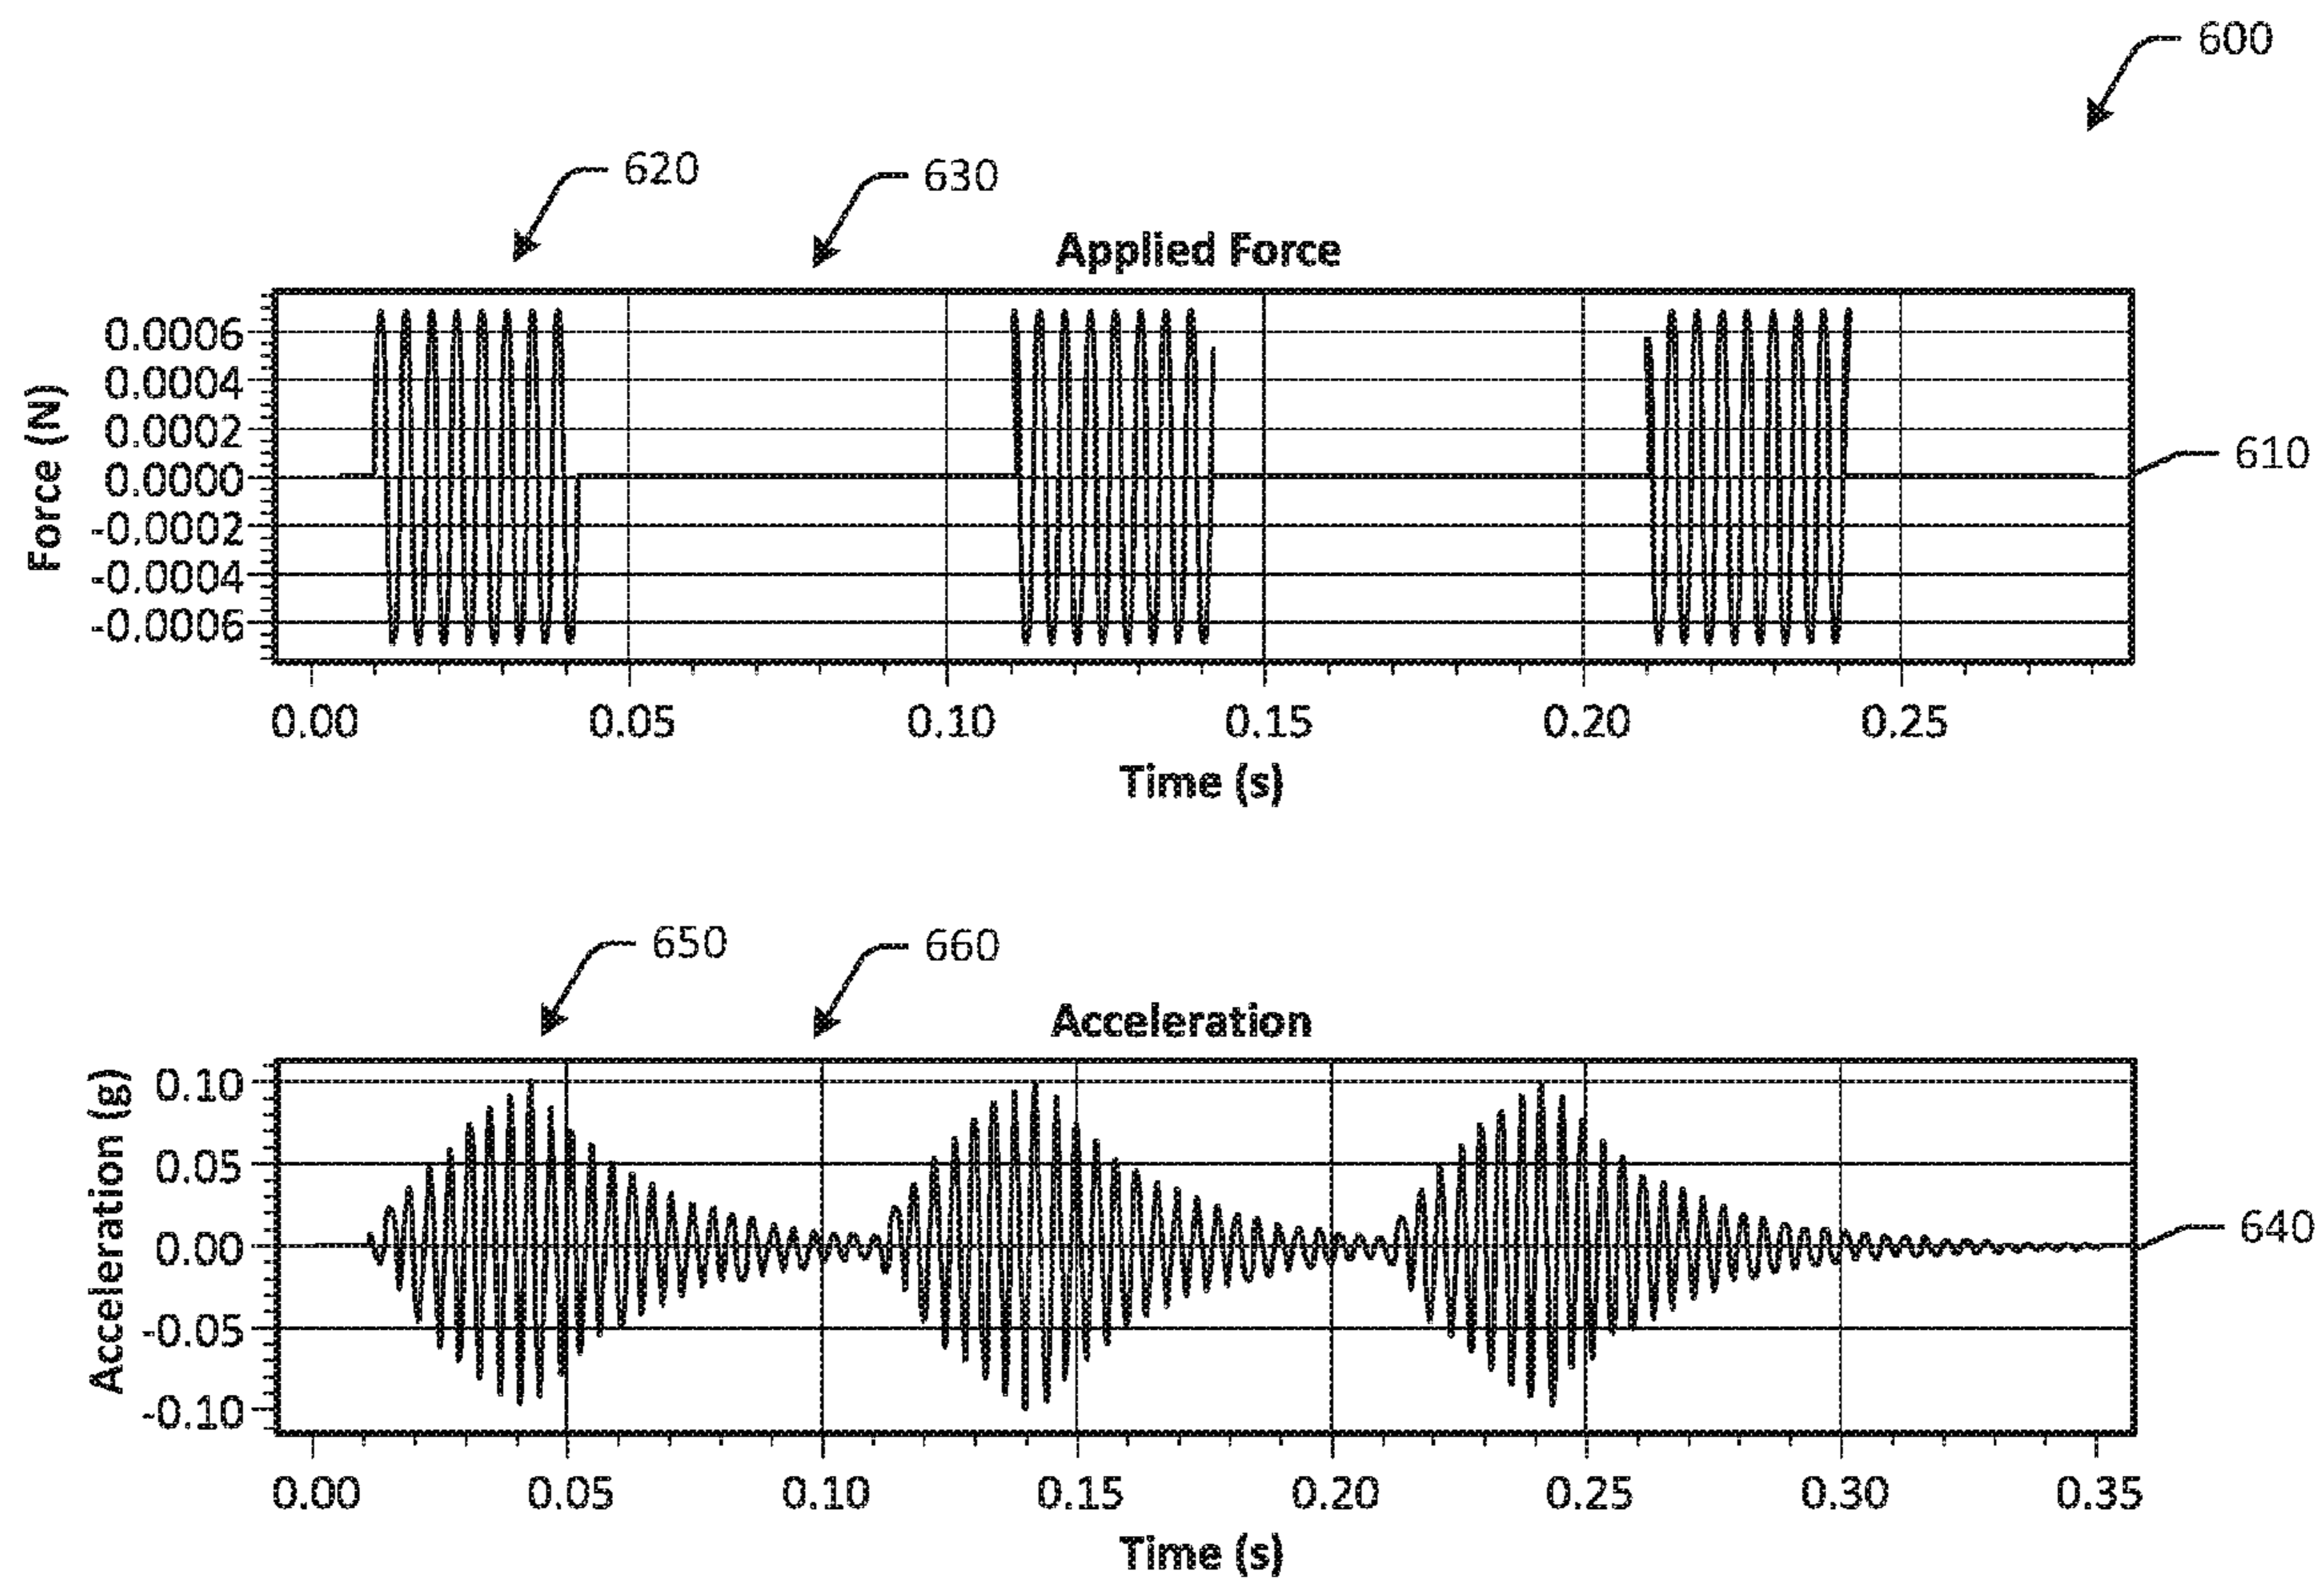 600
620
630
Applied Force
Force (N)
0.0006
0.0004
0.0002
0.0000
-0.0002
-0.0004
-0.0006
610
0.00 0.05 0.10 0.15 0.20 0.25
Time (s)
650
660
Acceleration
Acceleration (g)
0.10
0.05
0.00
-0.05
-0.10
640
0.00 0.05 0.10 0.15 0.20 0.25 0.30 0.35
Time (s)